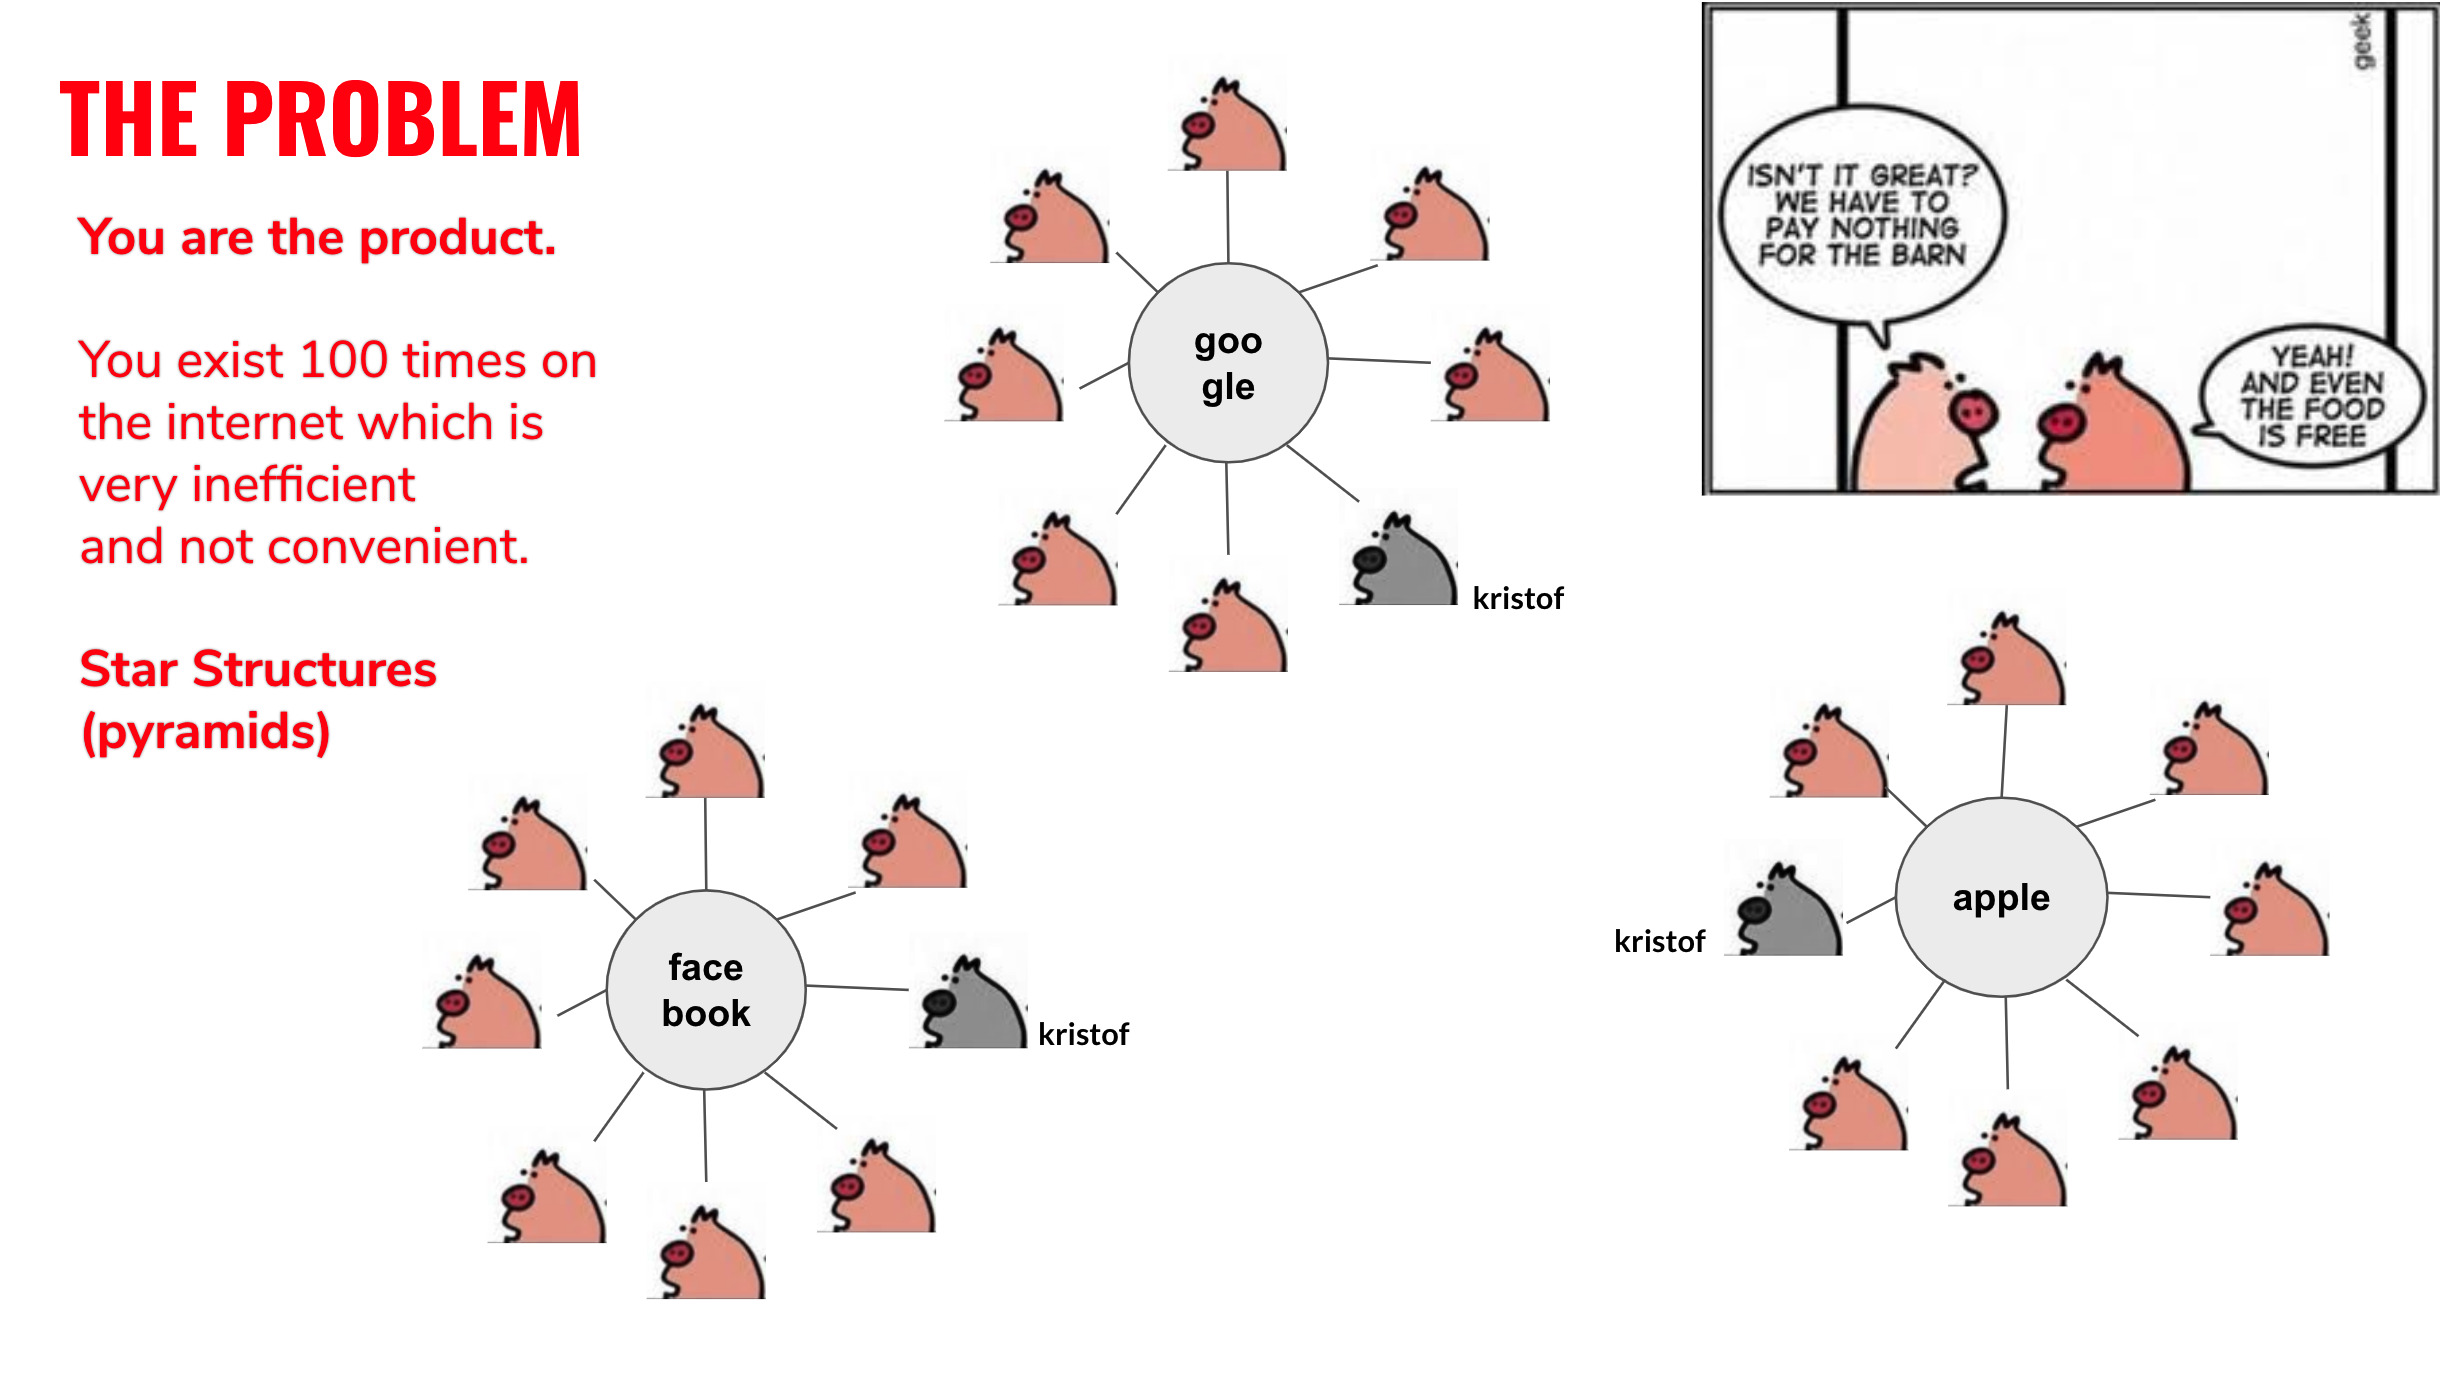 THE PROBLEM
You are the product.
You exist 100 times on
the internet which is
very inefficient
and not convenient.
Star Structures
(pyramids)
goo
gle
kristof
geek
ISN'T IT GREAT?
WE HAVE TO
PAY NOTHING
FOR THE BARN
YEAH!
AND EVEN
THE FOOD
IS FREE
face
book
kristof
apple
kristof